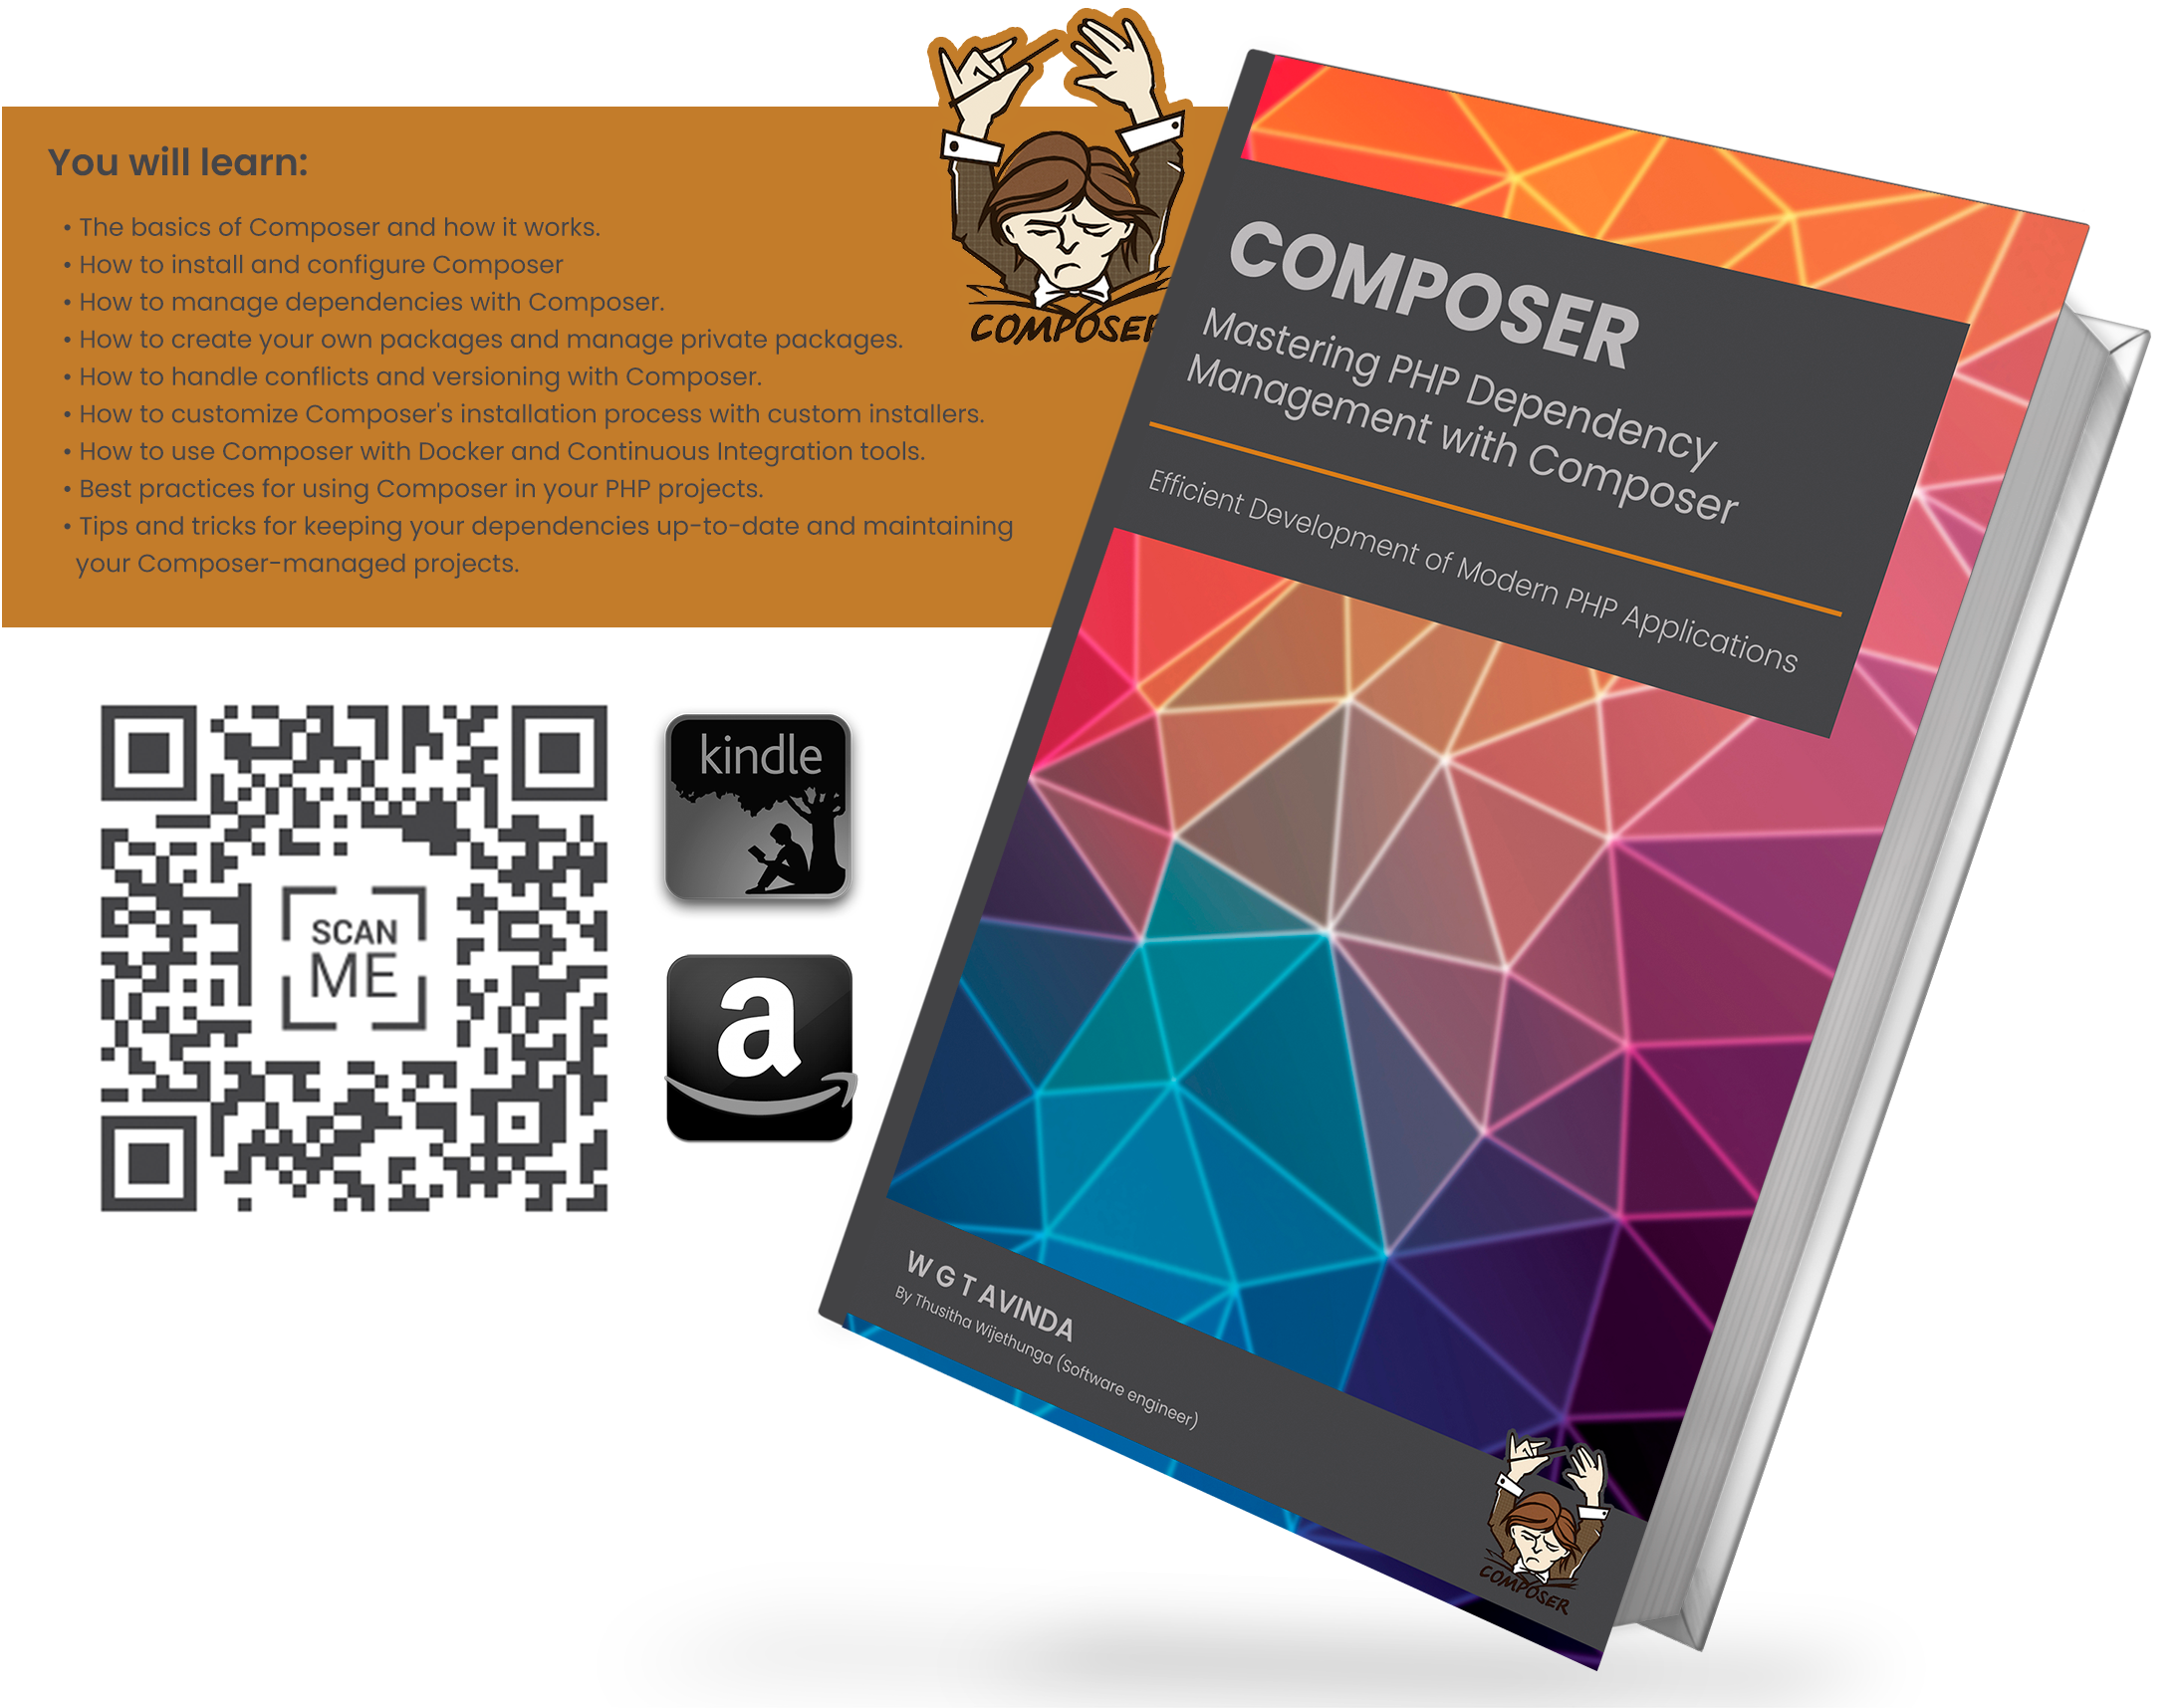 You will learn:
• The basics of Composer and how it works.
• How to install and configure Composer
• How to manage dependencies with Composer.
• How to create your own packages and manage private packages.
• How to handle conflicts and versioning with Composer.
• How to customize Composer's installation process with custom installers.
• How to use Composer with Docker and Continuous Integration tools.
• Best practices for using Composer in your PHP projects.
• Tips and tricks for keeping your dependencies up-to-date and maintaining
your Composer-managed projects.
COMPOSER
SCAN
ME
kindle
a
COMPOSER
Mastering PHP Dependency
Management with Composer
Efficient Development of Modern PHP Applications
W G T AVINDA
By Thusitha Wijethunga (Software engineer)
COMPOSER